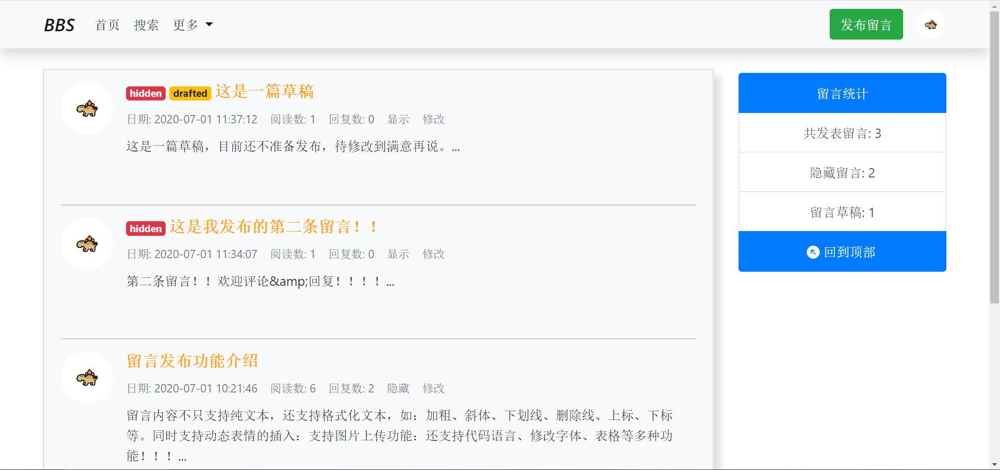 BBS 首页 搜索 更多 发布留言
hidden drafted 这是一篇草稿
日期: 2020-07-01 11:37:12 阅读数: 1 回复数: 0 显示 修改
这是一篇草稿，目前还不准备发布，待修改到满意再说。...
hidden 这是我发布的第二条留言！！
日期: 2020-07-01 11:34:07 阅读数: 1 回复数: 0 显示 修改
第二条留言！！欢迎评论&amp;回复！！！！...
留言发布功能介绍
日期: 2020-07-01 10:21:46 阅读数: 6 回复数: 2 隐藏 修改
留言内容不只支持纯文本，还支持格式化文本，如：加粗、斜体、下划线、删除线、上标、下标
等。同时支持动态表情的插入：支持图片上传功能：还支持代码语言、修改字体、表格等多种功
能！！！...
留言统计
共发表留言: 3
隐藏留言: 2
留言草稿: 1
回到顶部